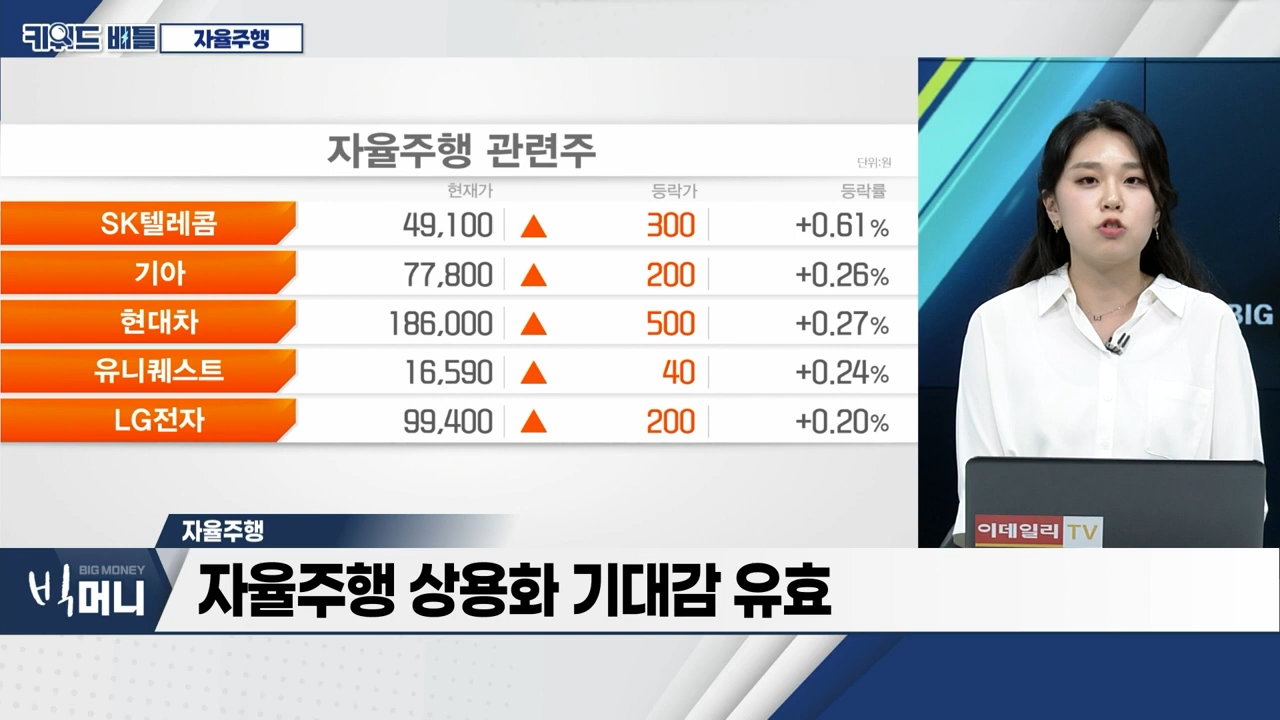 키워드 배틀 자율주행
자율주행 관련주
단위:원
현재가 등락가 등락률
SK텔레콤 49,100 ▲ 300 +0.61%
기아 77,800 ▲ 200 +0.26%
현대차 186,000 ▲ 500 +0.27%
유니퀘스트 16,590 ▲ 40 +0.24%
LG전자 99,400 ▲ 200 +0.20%
BIG
이데일리 TV
자율주행
BIG MONEY
빅머니
자율주행 상용화 기대감 유효